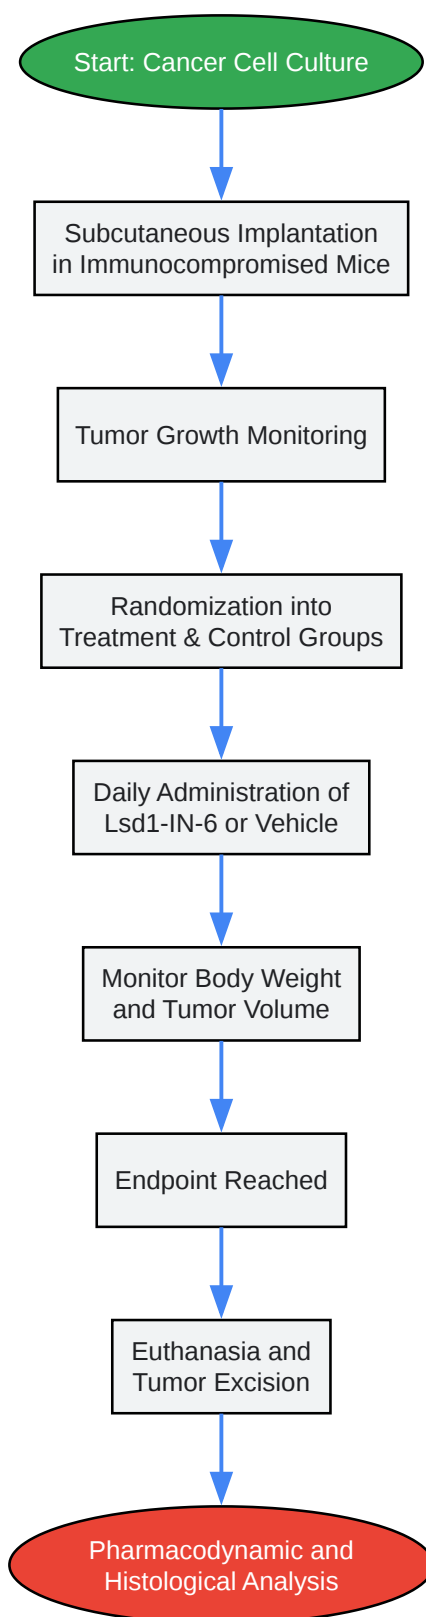 Start: Cancer Cell Culture
Subcutaneous Implantation
in Immunocompromised Mice
Tumor Growth Monitoring
Randomization into
Treatment & Control Groups
Daily Administration of
Lsd1-IN-6 or Vehicle
Monitor Body Weight
and Tumor Volume
Endpoint Reached
Euthanasia and
Tumor Excision
Pharmacodynamic and
Histological Analysis